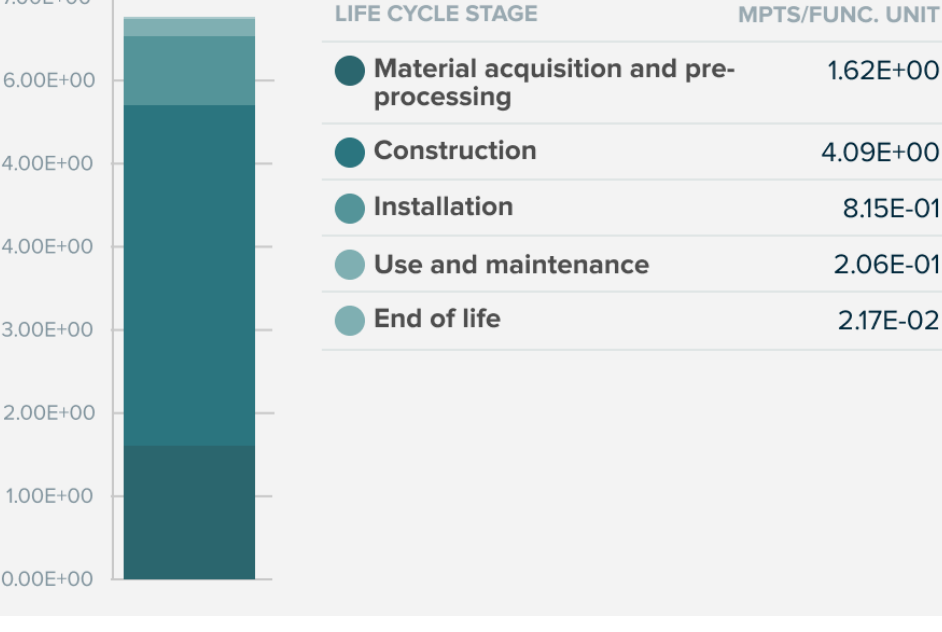 LIFE CYCLE STAGE MPTS/FUNC. UNIT
6.00E+00
4.00E+00
4.00E+00
3.00E+00
2.00E+00
1.00E+00
0.00E+00
Material acquisition and pre-
processing 1.62E+00
Construction 4.09E+00
Installation 8.15E-01
Use and maintenance 2.06E-01
End of life 2.17E-02